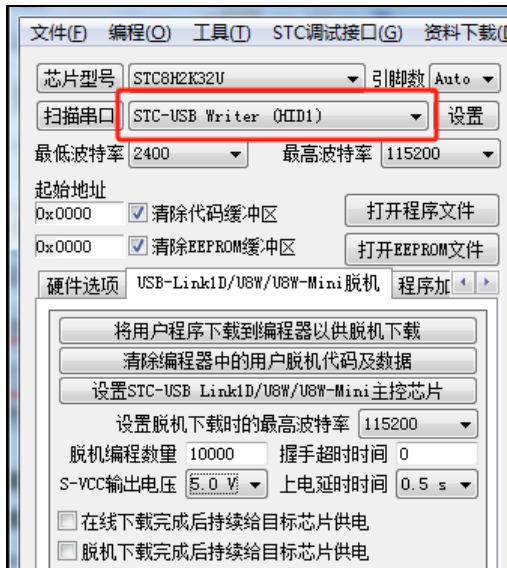 文件(F) 编程(O) 工具(T) STC调试接口(G) 资料下载(
芯片型号 STC8H2K32U 引脚数 Auto
扫描串口 STC-USB Writer (HID1) 设置
最低波特率 2400 最高波特率 115200
起始地址
0x0000 清除代码缓冲区 打开程序文件
0x0000 清除EEPROM缓冲区 打开EEPROM文件
硬件选项 USB-Link1D/U8W/U8W-Mini脱机 程序加
将用户程序下载到编程器以供脱机下载
清除编程器中的用户脱机代码及数据
设置STC-USB Link1D/U8W/U8W-Mini主控芯片
设置脱机下载时的最高波特率 115200
脱机编程数量 10000 握手超时时间 0
S-VCC输出电压 5.0 V 上电延时时间 0.5 s
在线下载完成后持续给目标芯片供电
脱机下载完成后持续给目标芯片供电